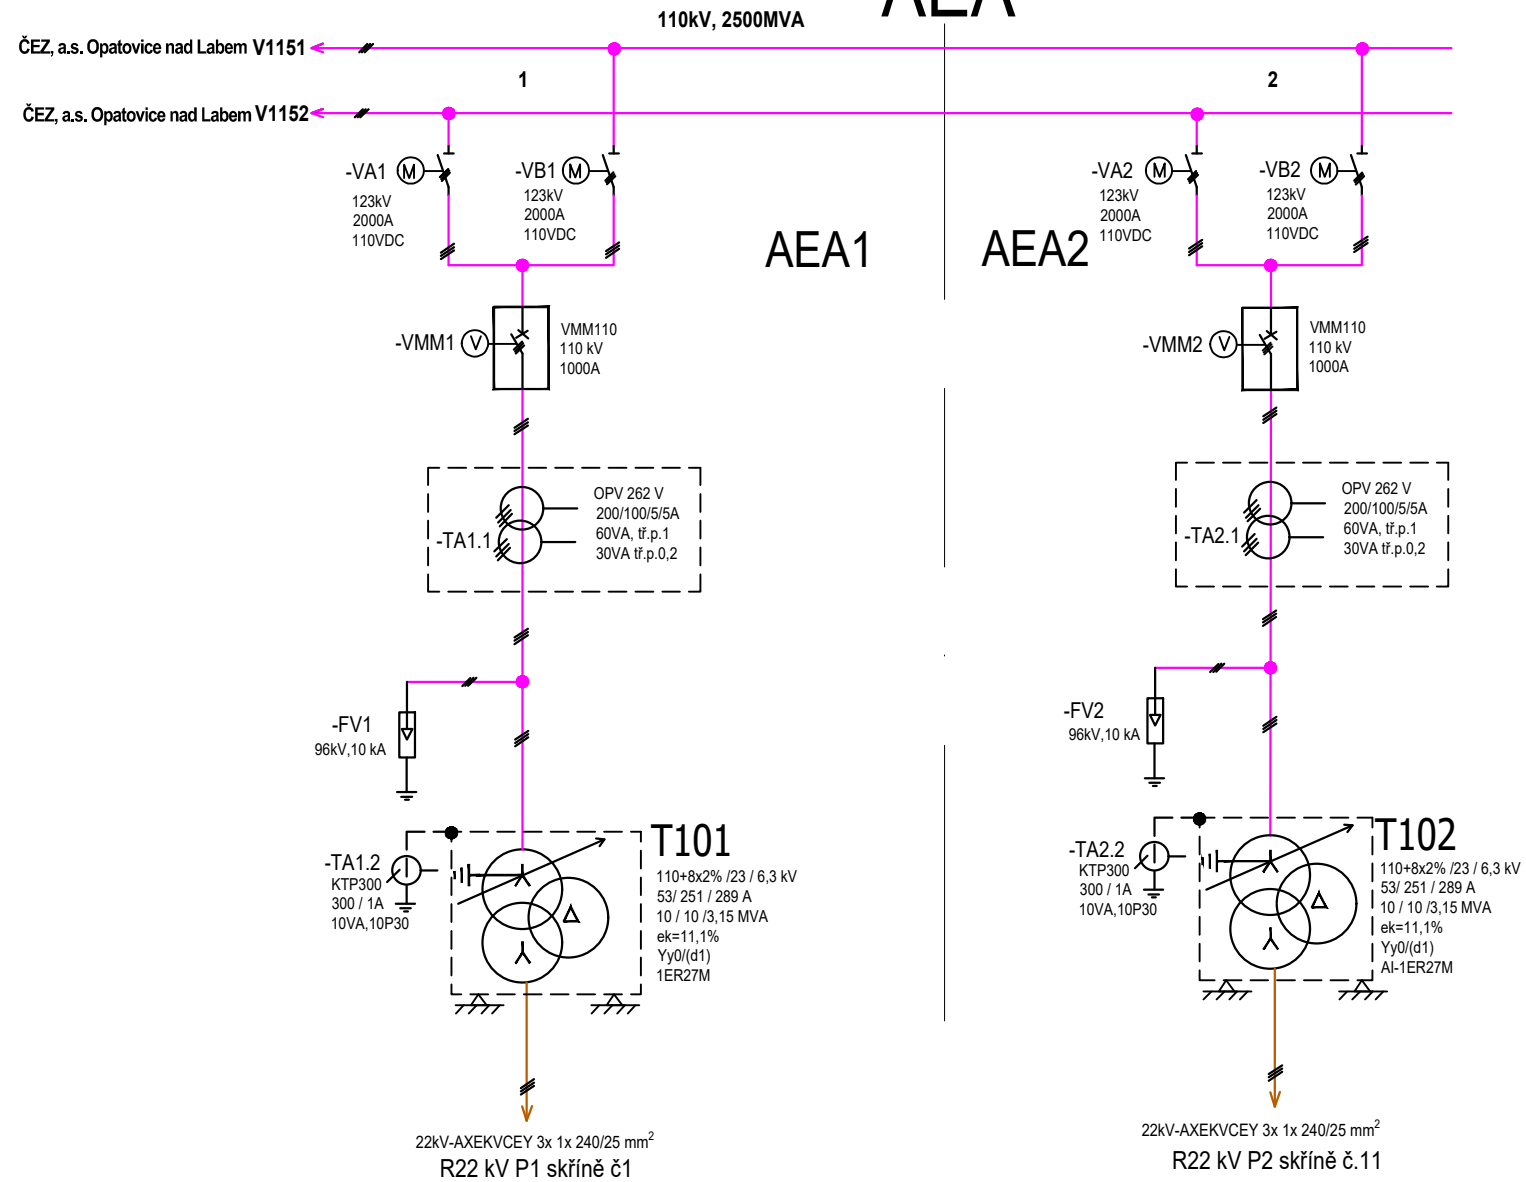 AEA
110kV, 2500MVA
ČEZ, a.s. Opatovice nad Labem V1151
1
2
ČEZ, a.s. Opatovice nad Labem V1152
-VA1
M
123kV
2000A
110VDC
-VB1
M
123kV
2000A
110VDC
-VA2
M
123kV
2000A
110VDC
-VB2
M
123kV
2000A
110VDC
AEA1
AEA2
-VMM1
V
VMM110
110 kV
1000A
-VMM2
V
VMM110
110 kV
1000A
-TA1.1
OPV 262 V
200/100/5/5A
60VA, tř.p.1
30VA tř.p.0,2
-TA2.1
OPV 262 V
200/100/5/5A
60VA, tř.p.1
30VA tř.p.0,2
-FV1
96kV,10 kA
-FV2
96kV,10 kA
-TA1.2
KTP300
300 / 1A
10VA,10P30
T101
110+8x2% /23 / 6,3 kV
53/ 251 / 289 A
10 / 10 /3,15 MVA
ek=11,1%
Yy0/(d1)
1ER27M
-TA2.2
KTP300
300 / 1A
10VA,10P30
T102
110+8x2% /23 / 6,3 kV
53/ 251 / 289 A
10 / 10 /3,15 MVA
ek=11,1%
Yy0/(d1)
AI-1ER27M
22kV-AXEKVCEY 3x 1x 240/25 mm²
R22 kV P1 skříně č1
22kV-AXEKVCEY 3x 1x 240/25 mm²
R22 kV P2 skříně č.11